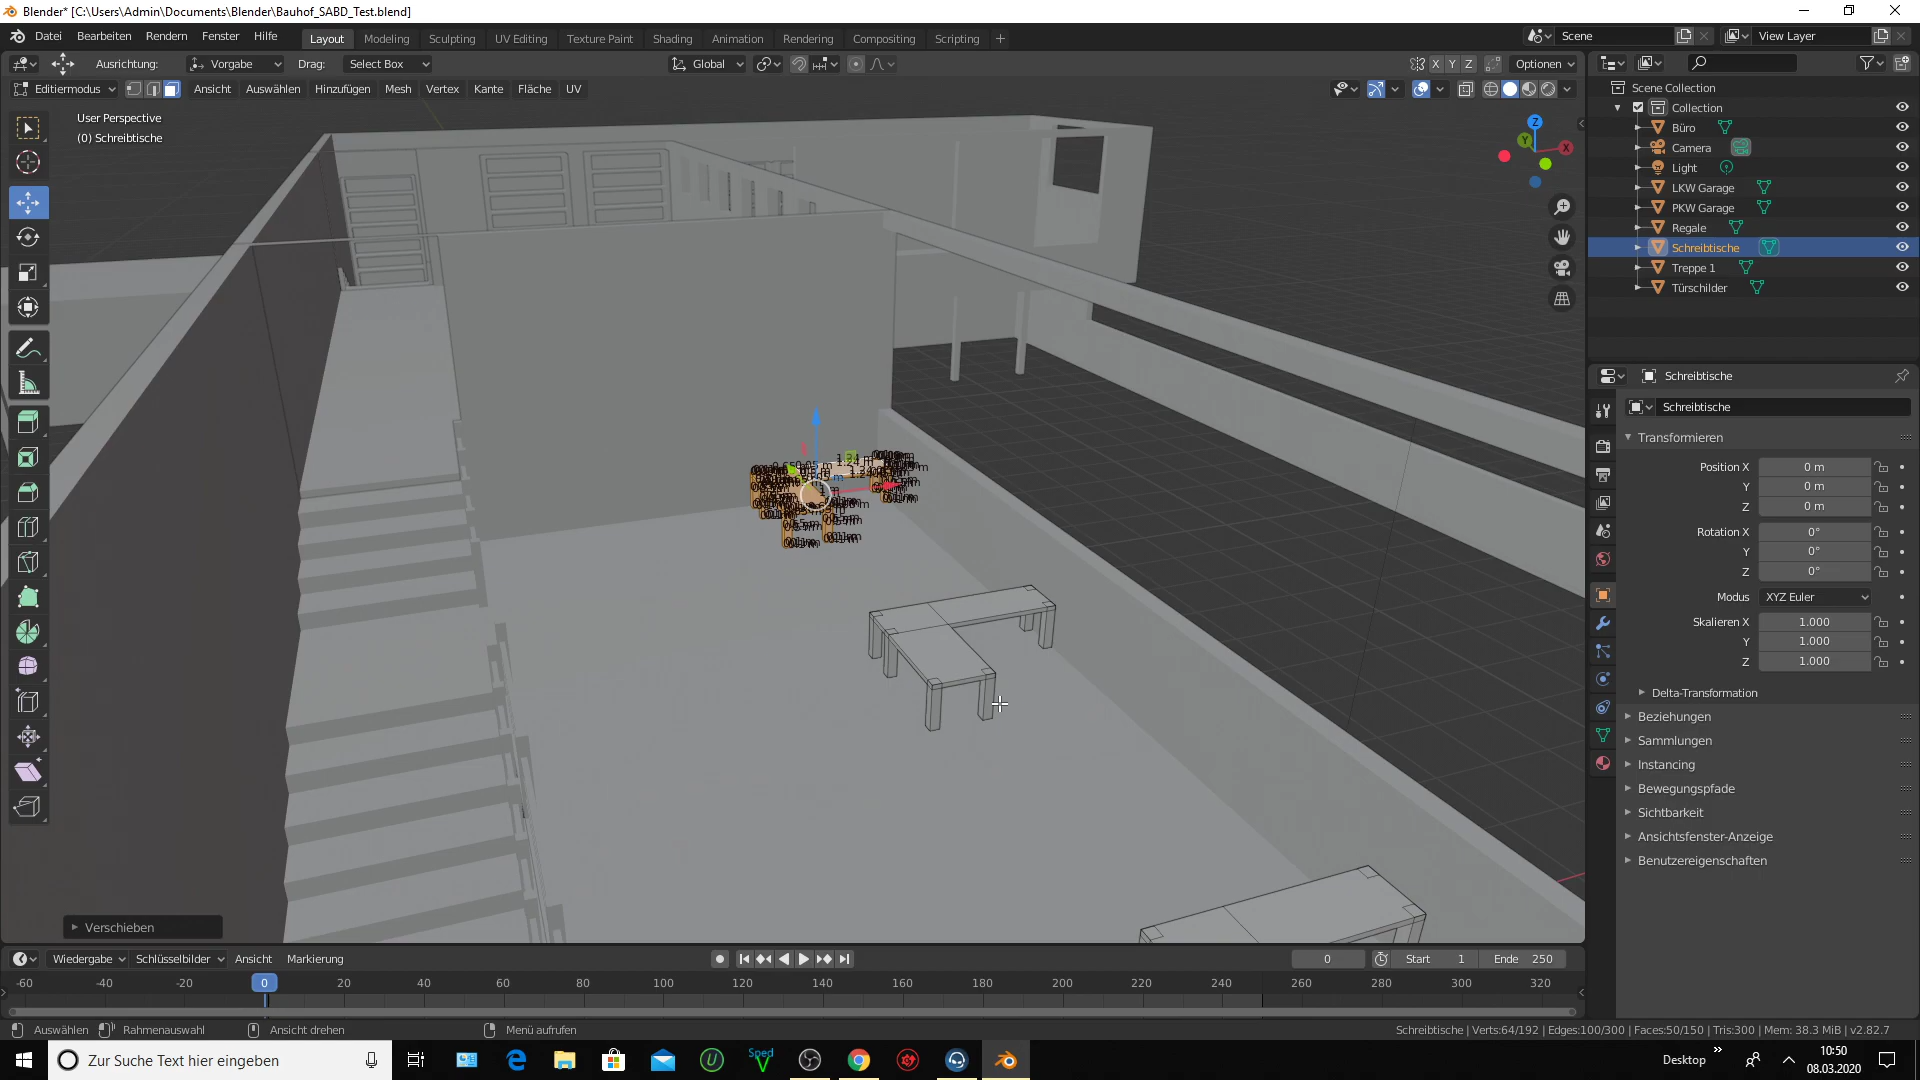 Blender* [C:\Users\Admin\Documents\Blender\Bauhof_SABD_Test.blend]
Datei Bearbeiten Rendern Fenster Hilfe Layout Modeling Sculpting UV Editing Texture Paint Shading Animation Rendering Compositing Scripting + Scene View Layer
Ausrichtung: Vorgabe Drag: Select Box Global X Y Z Optionen
Editiermodus Ansicht Auswählen Hinzufügen Mesh Vertex Kante Fläche UV
User Perspective
(0) Schreibtische
Z
Y
X
Scene Collection
Collection
Büro
Camera
Light
LKW Garage
PKW Garage
Regale
Schreibtische
Treppe 1
Türschilder
Schreibtische
Schreibtische
Transformieren
Position X 0 m
Y 0 m
Z 0 m
Rotation X 0°
Y 0°
Z 0°
Modus XYZ Euler
Skalieren X 1.000
Y 1.000
Z 1.000
Delta-Transformation
Beziehungen
Sammlungen
Instancing
Bewegungspfade
Sichtbarkeit
Ansichtsfenster-Anzeige
Benutzereigenschaften
Verschieben
Wiedergabe Schlüsselbilder Ansicht Markierung 0 Start 1 Ende 250
-60 -40 -20 0 20 40 60 80 100 120 140 160 180 200 220 240 260 280 300 320
Auswählen Rahmenauswahl Ansicht drehen Menü aufrufen Schreibtische | Verts:64/192 | Edges:100/300 | Faces:50/150 | Tris:300 | Mem: 38.3 MiB | v2.82.7
Zur Suche Text hier eingeben Sped V Desktop » 10:50
08.03.2020